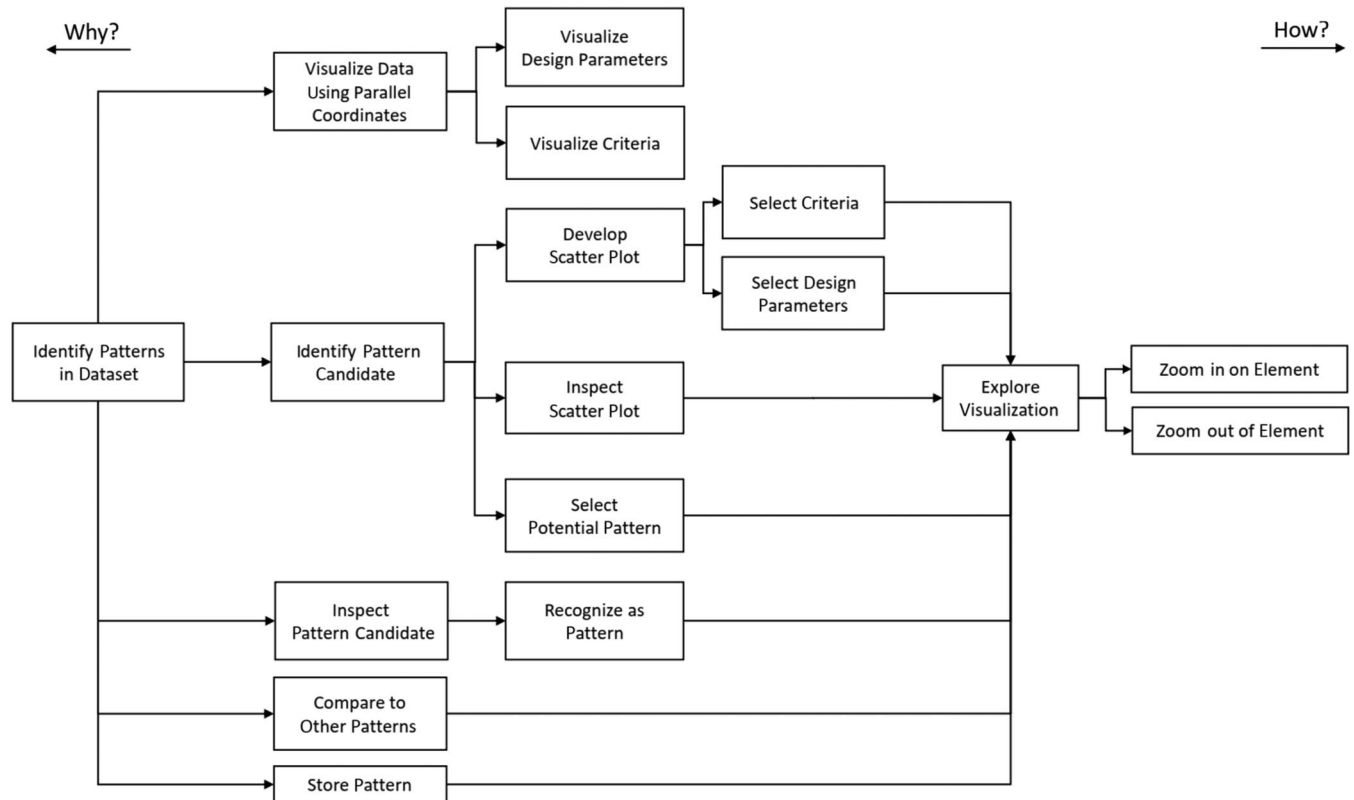 Why?
How?
Visualize Data
Using Parallel
Coordinates
Visualize
Design Parameters
Visualize Criteria
Develop
Scatter Plot
Select Criteria
Select Design
Parameters
Identify Patterns
in Dataset
Identify Pattern
Candidate
Inspect
Scatter Plot
Explore
Visualization
Zoom in on Element
Zoom out of Element
Select
Potential Pattern
Inspect
Pattern Candidate
Recognize as
Pattern
Compare to
Other Patterns
Store Pattern